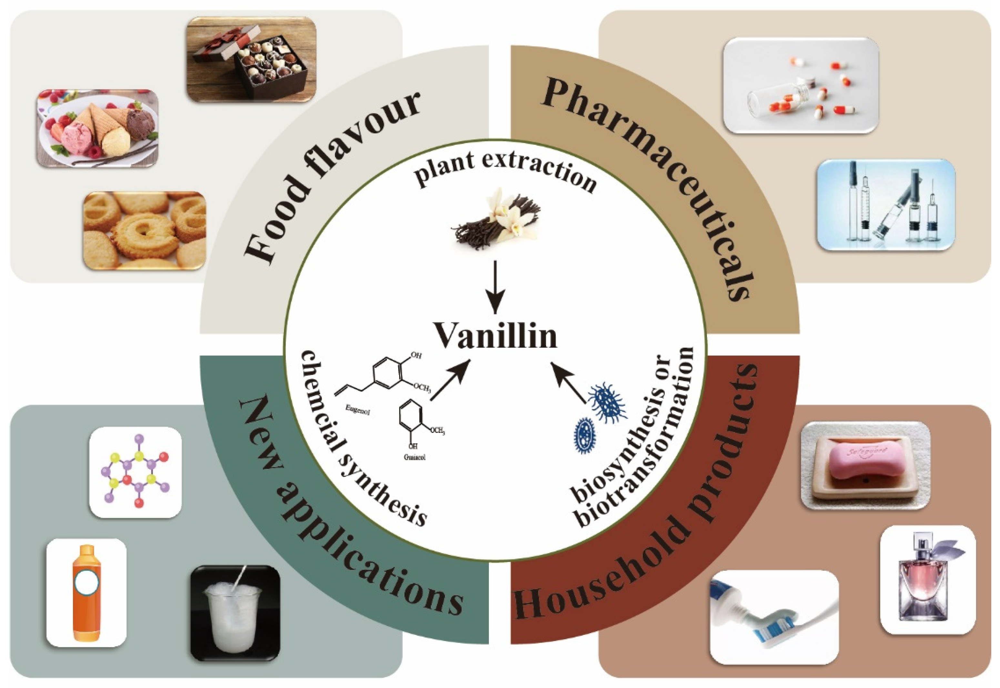 Food flavour
Pharmaceuticals
plant extraction
Vanillin
OH
OCH3
Eugenol
OCH3
OH
Guaiacol
chemcial synthesis
biosynthesis or
biotransformation
New applications
Household products
Safeguard